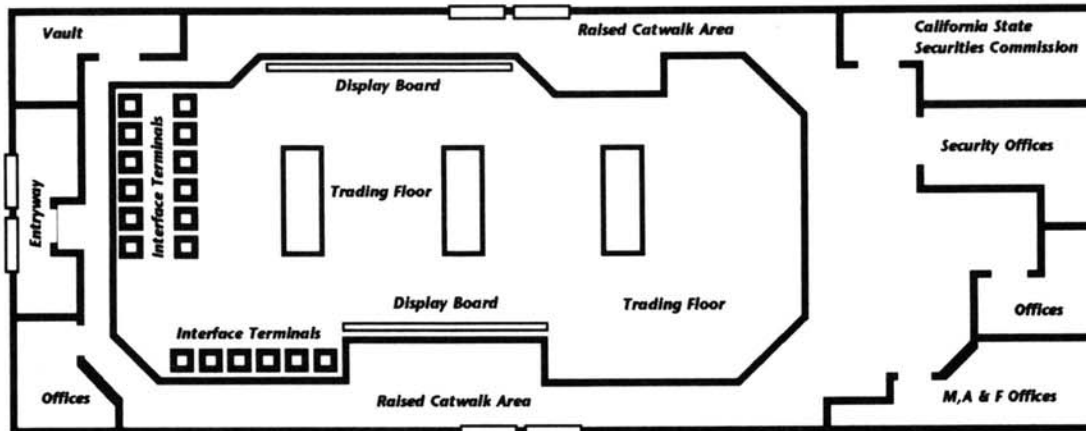 Vault
Raised Catwalk Area
California State
Securities Commission
Display Board
Interface Terminals
Security Offices
Trading Floor
Entryway
Display Board
Trading Floor
Offices
Interface Terminals
Offices
Raised Catwalk Area
M,A & F Offices